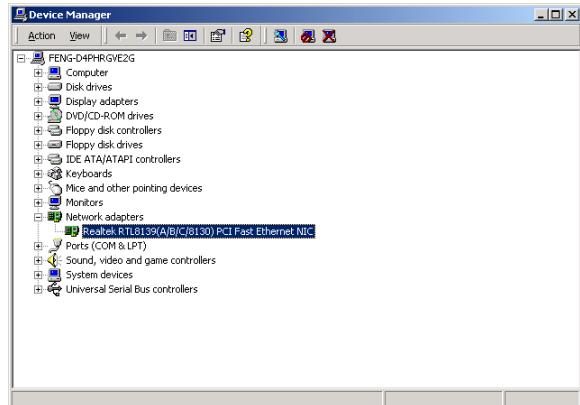 Device Manager
Action View
FENG-D4PHRGVE2G
Computer
Disk drives
Display adapters
DVD/CD-ROM drives
Floppy disk controllers
Floppy disk drives
IDE ATA/ATAPI controllers
Keyboards
Mice and other pointing devices
Monitors
Network adapters
Realtek RTL8139(A/B/C/8130) PCI Fast Ethernet NIC
Ports (COM & LPT)
Sound, video and game controllers
System devices
Universal Serial Bus controllers